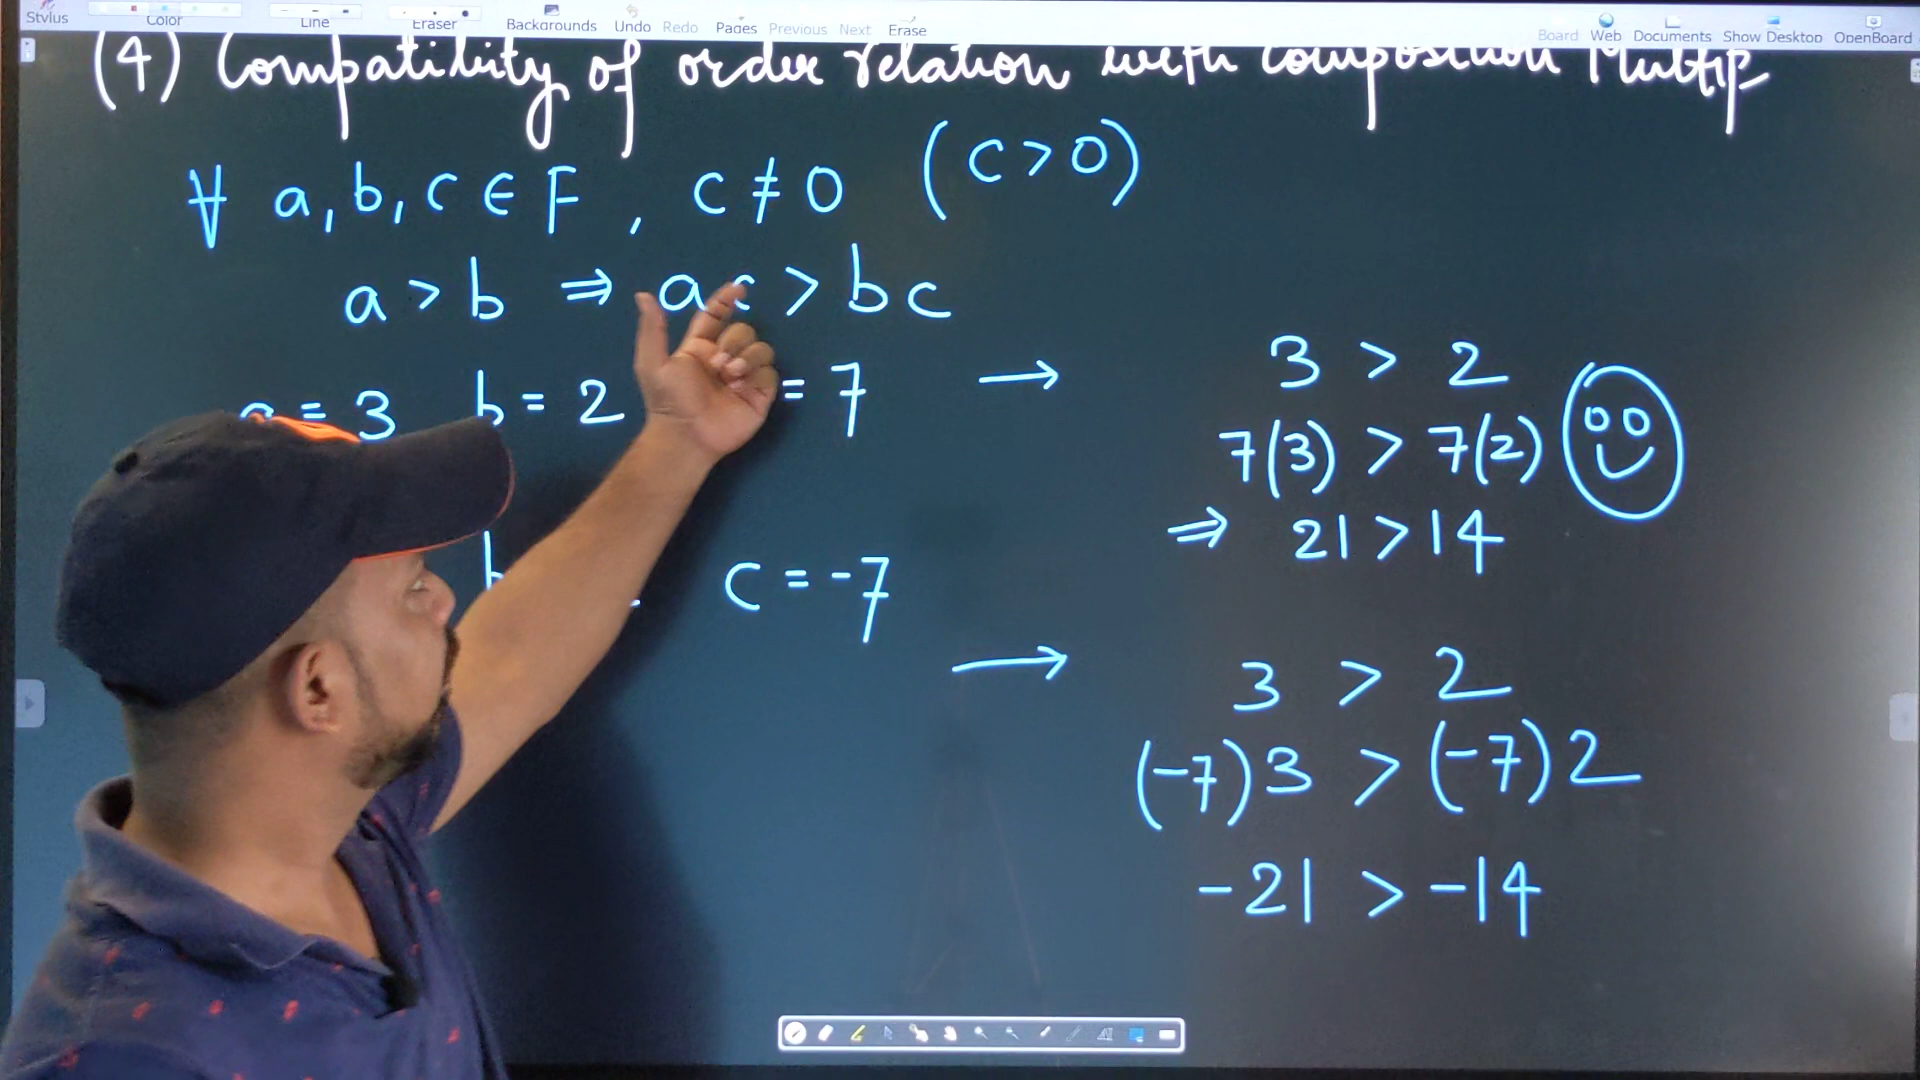 Stylus Color Line Eraser Backgrounds Undo Redo Pages Previous Next Erase Board Web Documents Show Desktop OpenBoard
(4) Compatibility of order relation with composition Multip
∀ a, b, c ∈ F , c ≠ 0 (c > 0)
a > b ⇒ ac > bc
a = 3 b = 2 = 7 → 3 > 2
7(3) > 7(2)
⇒ 21 > 14
b c = -7
→ 3 > 2
(-7)3 > (-7)2
-21 > -14